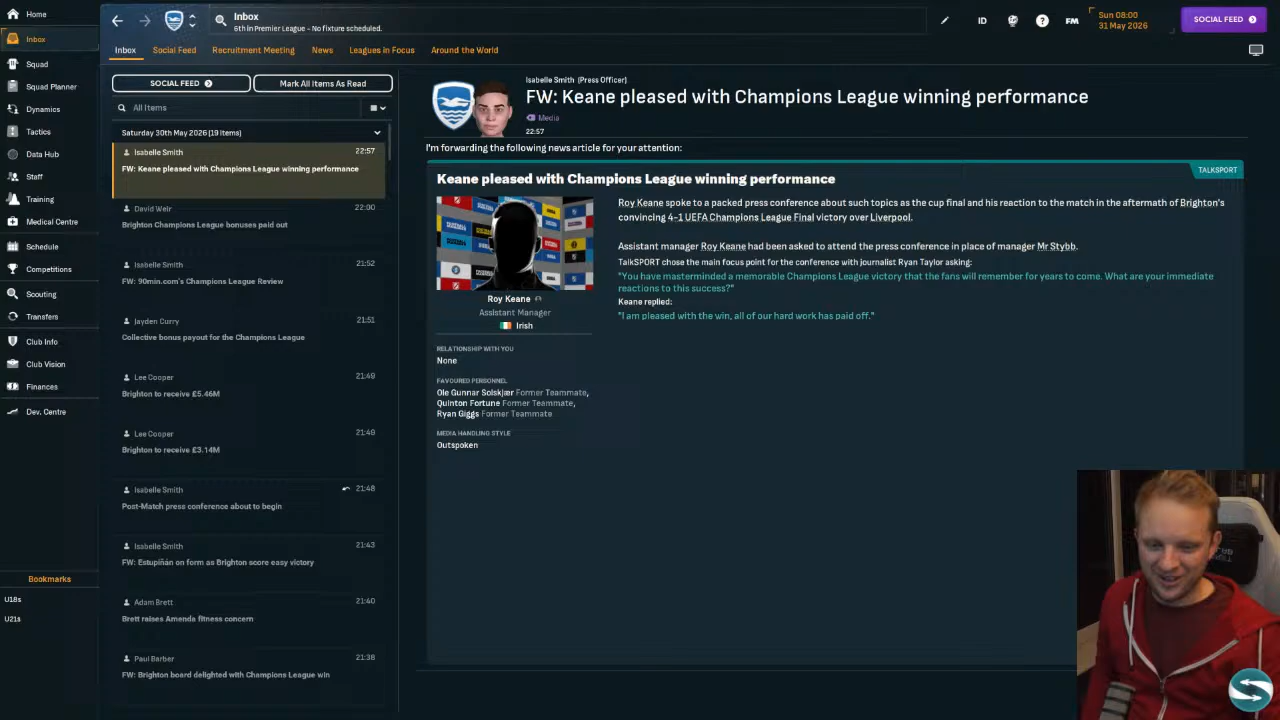 Home
Inbox
Squad
Squad Planner
Dynamics
Tactics
Data Hub
Staff
Training
Medical Centre
Schedule
Competitions
Scouting
Transfers
Club Info
Club Vision
Finances
Dev. Centre
Bookmarks
U18s
U21s
Inbox
6th in Premier League - No fixture scheduled.
ID
FM
Sun 08:00
31 May 2026
SOCIAL FEED
Inbox
Social Feed
Recruitment Meeting
News
Leagues in Focus
Around the World
SOCIAL FEED
Mark All Items As Read
All Items
Saturday 30th May 2026 (19 Items)
Isabelle Smith 22:57
FW: Keane pleased with Champions League winning performance
David Weir 22:00
Brighton Champions League bonuses paid out
Isabelle Smith 21:52
FW: 90min.com's Champions League Review
Jayden Curry 21:51
Collective bonus payout for the Champions League
Lee Cooper 21:49
Brighton to receive £5.46M
Lee Cooper 21:49
Brighton to receive £3.14M
Isabelle Smith 21:48
Post-Match press conference about to begin
Isabelle Smith 21:43
FW: Estupiñán on form as Brighton score easy victory
Adam Brett 21:40
Brett raises Amenda fitness concern
Paul Barber 21:38
FW: Brighton board delighted with Champions League win
Isabelle Smith (Press Officer)
FW: Keane pleased with Champions League winning performance
Media
22:57
I'm forwarding the following news article for your attention:
TALKSPORT
Keane pleased with Champions League winning performance
Roy Keane
Assistant Manager
Irish
RELATIONSHIP WITH YOU
None
FAVOURED PERSONNEL
Ole Gunnar Solskjær Former Teammate,
Quinton Fortune Former Teammate,
Ryan Giggs Former Teammate
MEDIA HANDLING STYLE
Outspoken
Roy Keane spoke to a packed press conference about such topics as the cup final and his reaction to the match in the aftermath of Brighton's
convincing 4-1 UEFA Champions League Final victory over Liverpool.
Assistant manager Roy Keane had been asked to attend the press conference in place of manager Mr Stybb.
TalkSPORT chose the main focus point for the conference with journalist Ryan Taylor asking:
"You have masterminded a memorable Champions League victory that the fans will remember for years to come. What are your immediate
reactions to this success?"
Keane replied:
"I am pleased with the win, all of our hard work has paid off."